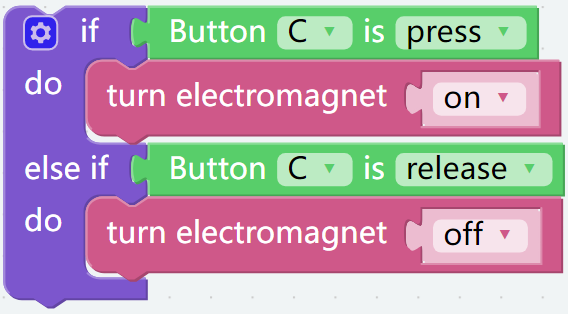 if Button C is press
do turn electromagnet on
else if Button C is release
do turn electromagnet off